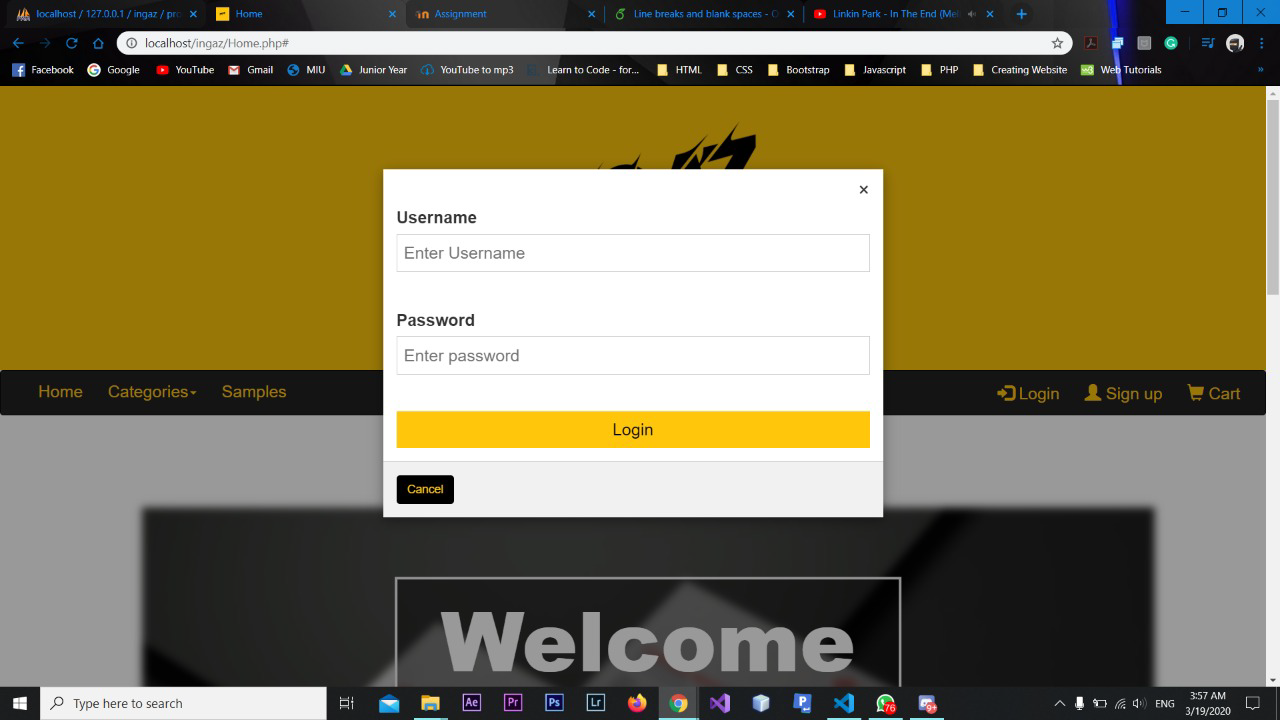 localhost / 127.0.0.1 / ingaz / pro
Home
Assignment
Line breaks and blank spaces - O
Linkin Park - In The End (Mel
localhost/ingaz/Home.php#
Facebook
Google
YouTube
Gmail
MIU
Junior Year
YouTube to mp3
Learn to Code - for...
HTML
CSS
Bootstrap
Javascript
PHP
Creating Website
Web Tutorials
»
×
Username
Enter Username
Password
Enter password
Login
Cancel
Home
Categories
Samples
Login
Sign up
Cart
Welcome
Type here to search
Ae
Pr
Ps
Lr
76
9+
ENG
3:57 AM
3/19/2020